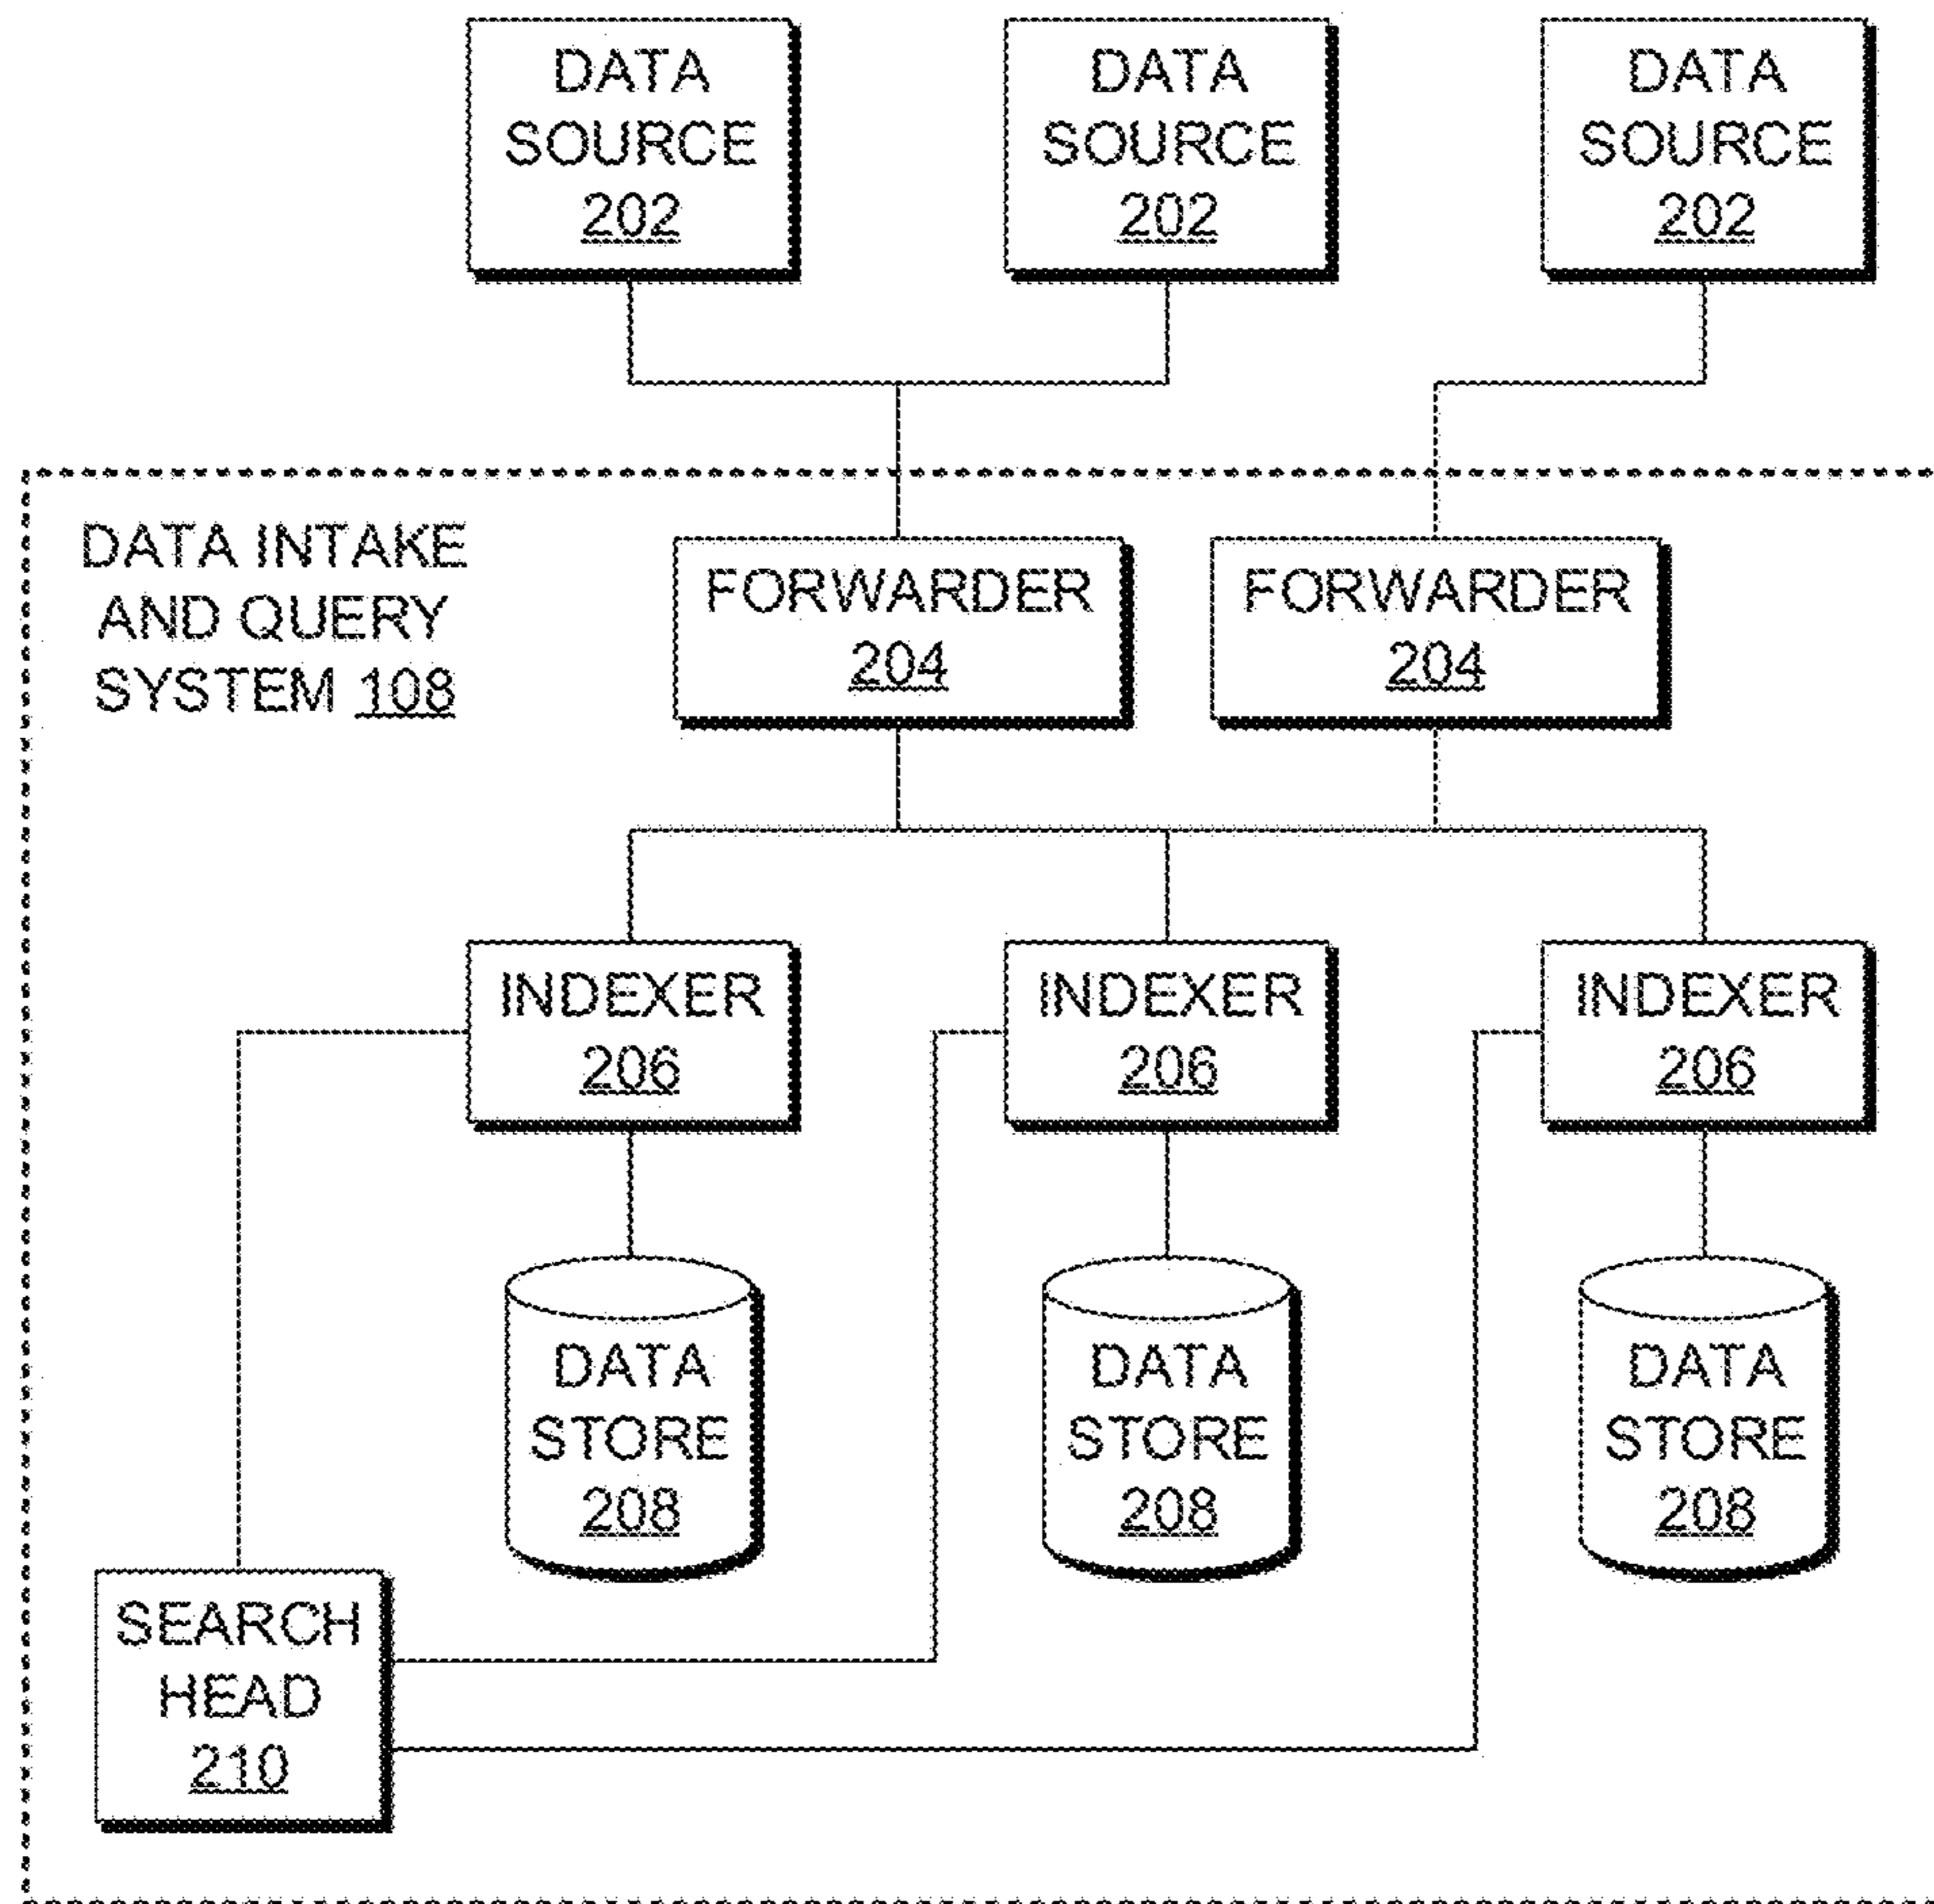 DATA
SOURCE
202
DATA
SOURCE
202
DATA
SOURCE
202
DATA INTAKE
AND QUERY
SYSTEM 108
FORWARDER
204
FORWARDER
204
INDEXER
206
INDEXER
206
INDEXER
206
DATA
STORE
208
DATA
STORE
208
DATA
STORE
208
SEARCH
HEAD
210